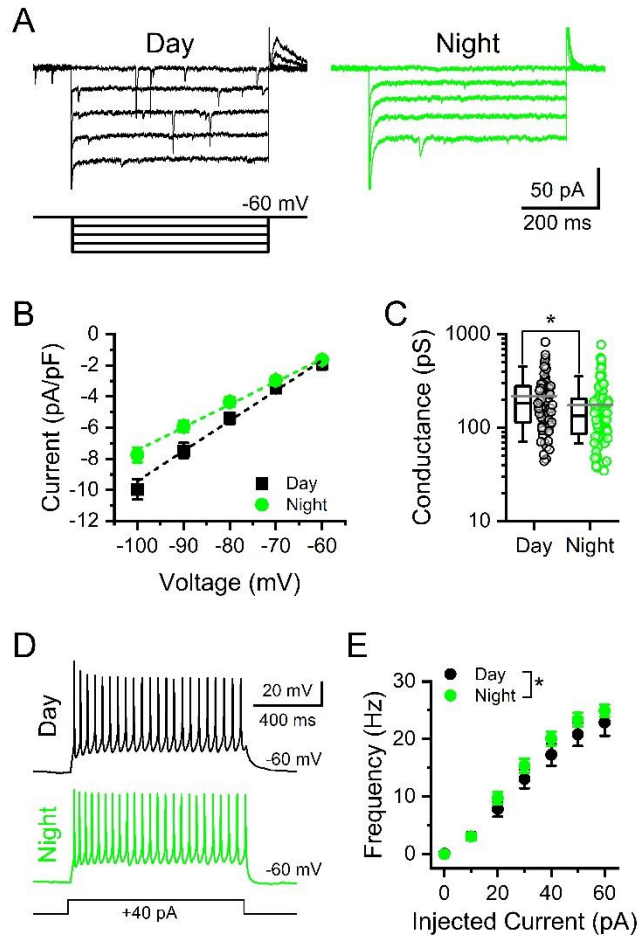 A
Day
Night
-60 mV
50 pA
200 ms
B
0
-2
-4
-6
-8
-10
-12
Current (pA/pF)
Day
Night
-100
-90
-80
-70
-60
Voltage (mV)
C
*
1000
100
10
Conductance (pS)
Day
Night
D
Day
20 mV
400 ms
-60 mV
Night
-60 mV
+40 pA
E
Day
Night
*
30
20
10
0
Frequency (Hz)
0
20
40
60
Injected Current (pA)